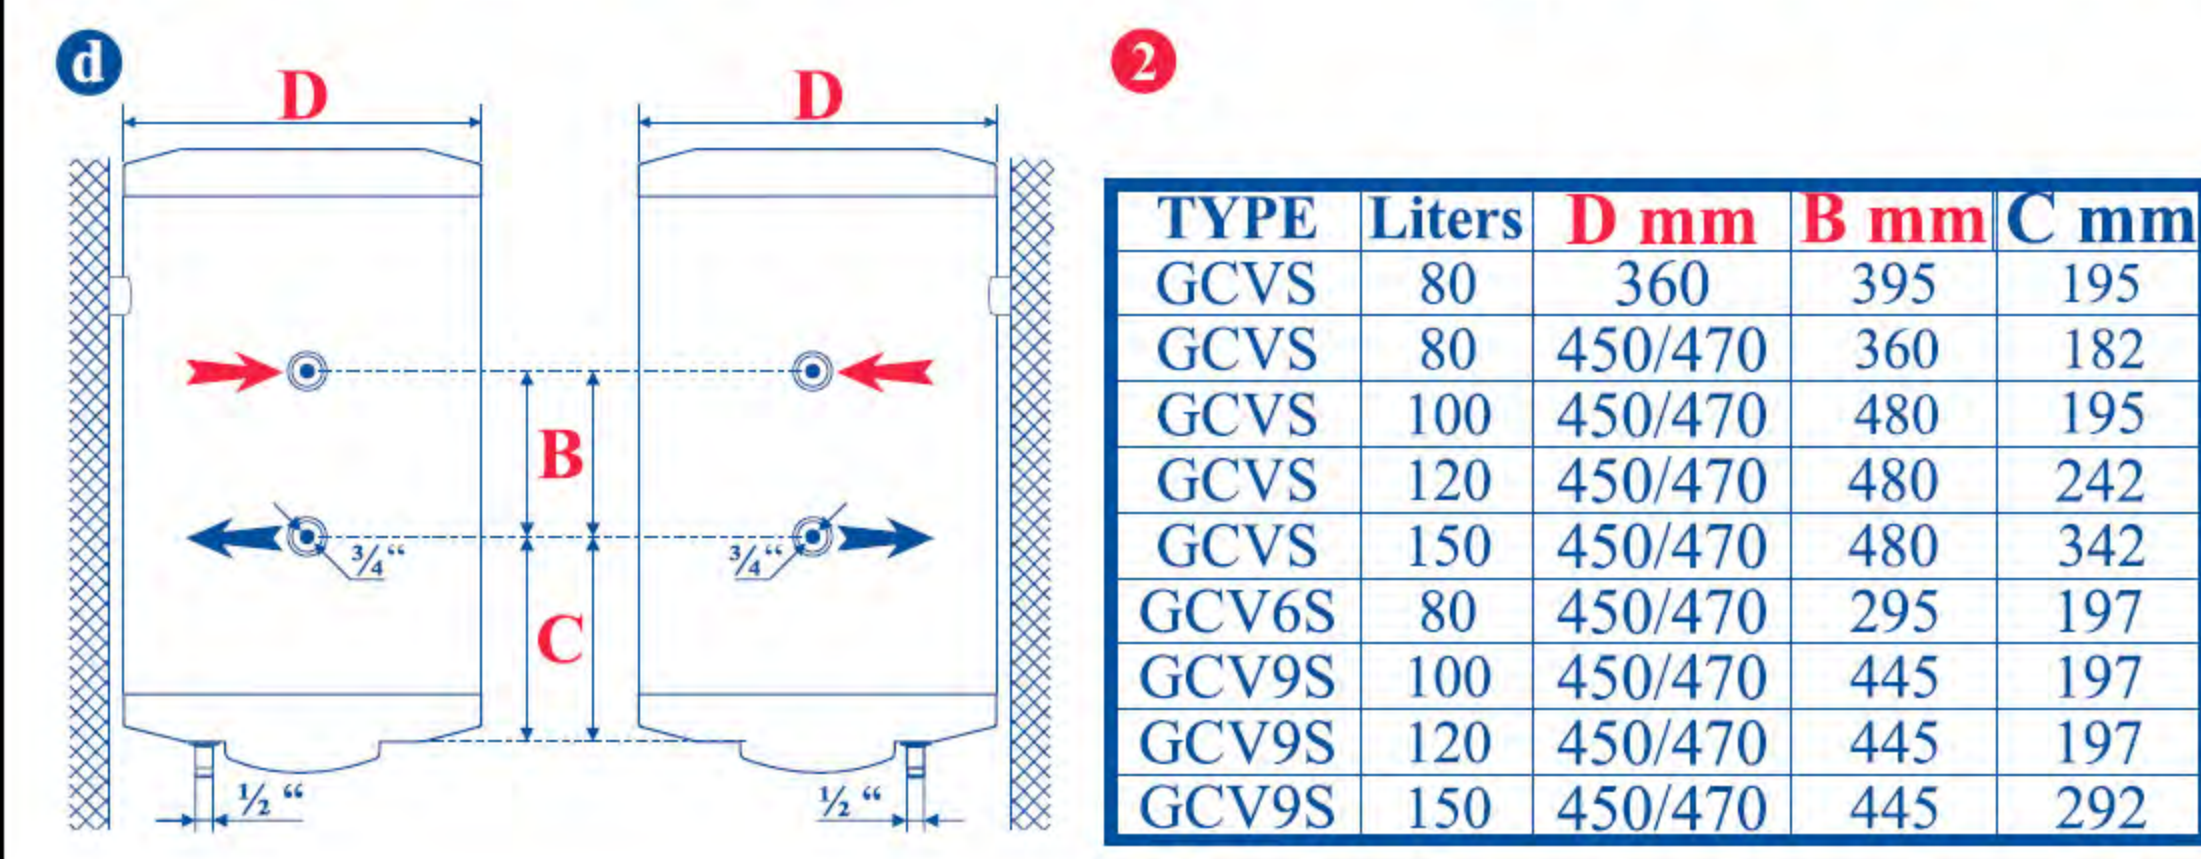 d
D D
B
3/4“ 3/4“
C
1/2 “ 1/2 “
2
TYPE Liters D mm B mm C mm
GCVS 80 360 395 195
GCVS 80 450/470 360 182
GCVS 100 450/470 480 195
GCVS 120 450/470 480 242
GCVS 150 450/470 480 342
GCV6S 80 450/470 295 197
GCV9S 100 450/470 445 197
GCV9S 120 450/470 445 197
GCV9S 150 450/470 445 292